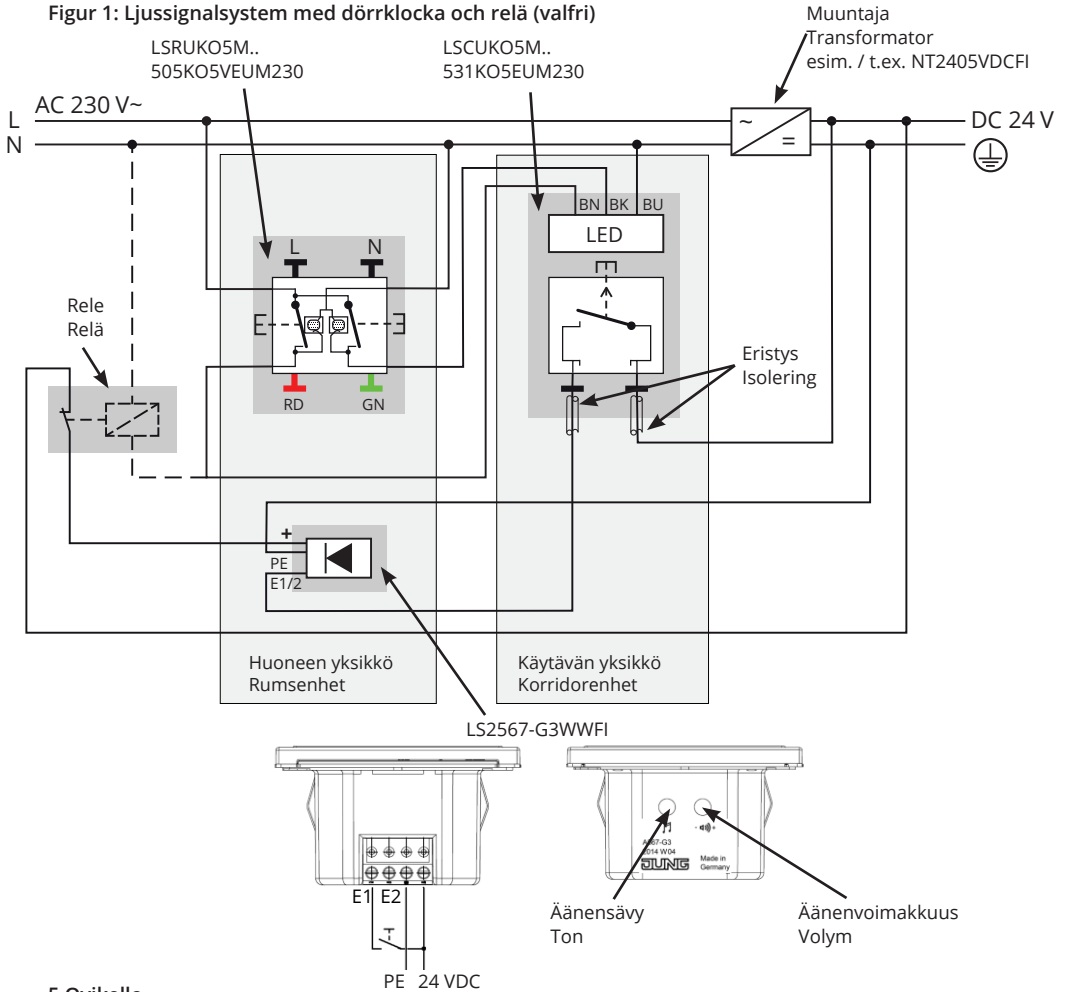 Figur 1: Ljussignalsystem med dörrklocka och relä (valfri)
Muuntaja
Transformator
esim. / t.ex. NT2405VDCFI
LSRUKO5M..
505KO5VEUM230
LSCUKO5M..
531KO5EUM230
AC 230 V~
L
N
DC 24 V
~
=
BN BK BU
LED
L N
RD GN
Rele
Relä
Eristys
Isolering
+
PE
E1/2
Huoneen yksikkö
Rumsenhet
Käytävän yksikkö
Korridorenhet
LS2567-G3WWFI
2014 W04
JUNG
Made in
Germany
E1 E2
PE 24 VDC
Äänensävy
Ton
Äänenvoimakkuus
Volym